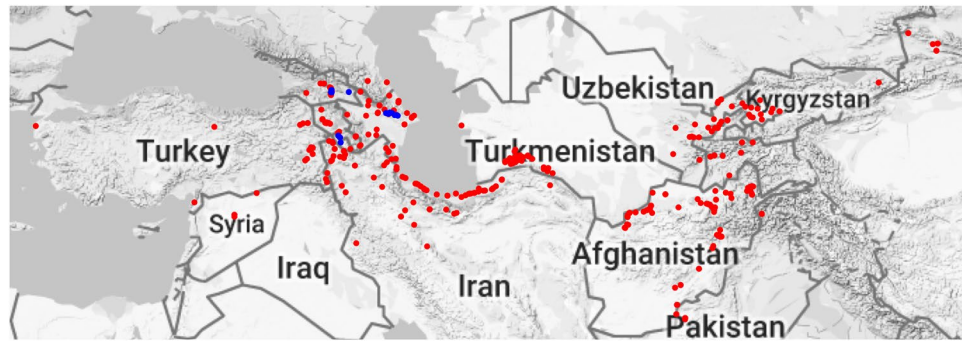 Uzbekistan
Kyrgyzstan
Turkey
Turkmenistan
Syria
Afghanistan
Iraq
Iran
Pakistan